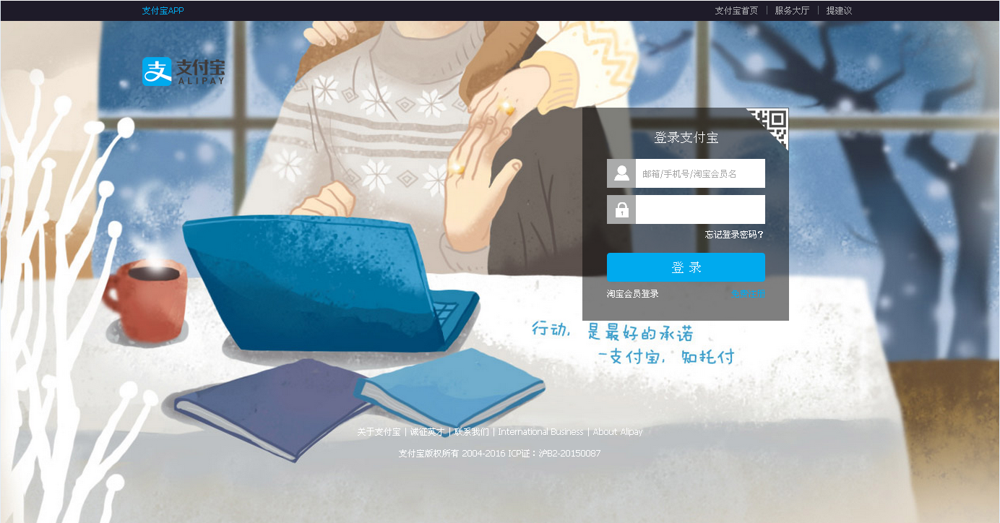 支付宝APP
支付宝首页 | 服务大厅 | 提建议
支 支付宝
ALIPAY
登录支付宝
邮箱/手机号/淘宝会员名
忘记登录密码?
登 录
淘宝会员登录
行动, 是最好的承诺
-支付宝, 知托付
关于支付宝 | 诚征英才 | 联系我们 | International Business | About Alipay
支付宝版权所有 2004-2016 ICP证:沪B2-20150087